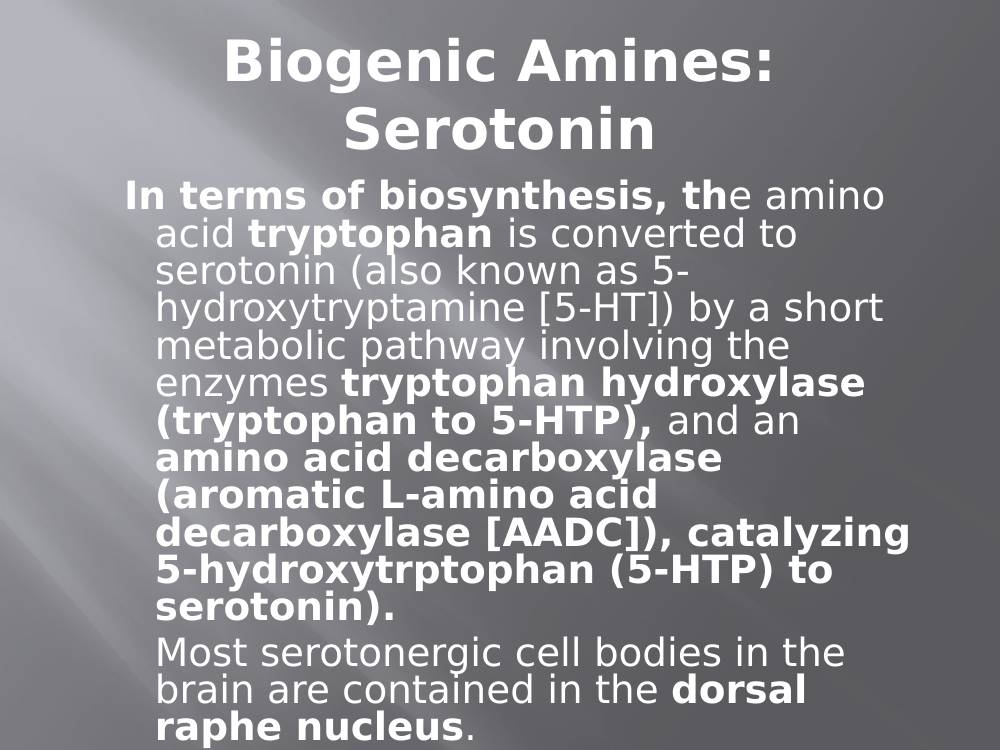 Biogenic Amines:
Serotonin
In terms of biosynthesis, the amino
acid tryptophan is converted to
serotonin (also known as 5-
hydroxytryptamine [5-HT]) by a short
metabolic pathway involving the
enzymes tryptophan hydroxylase
(tryptophan to 5-HTP), and an
amino acid decarboxylase
(aromatic L-amino acid
decarboxylase [AADC]), catalyzing
5-hydroxytrptophan (5-HTP) to
serotonin).
Most serotonergic cell bodies in the
brain are contained in the dorsal
raphe nucleus.